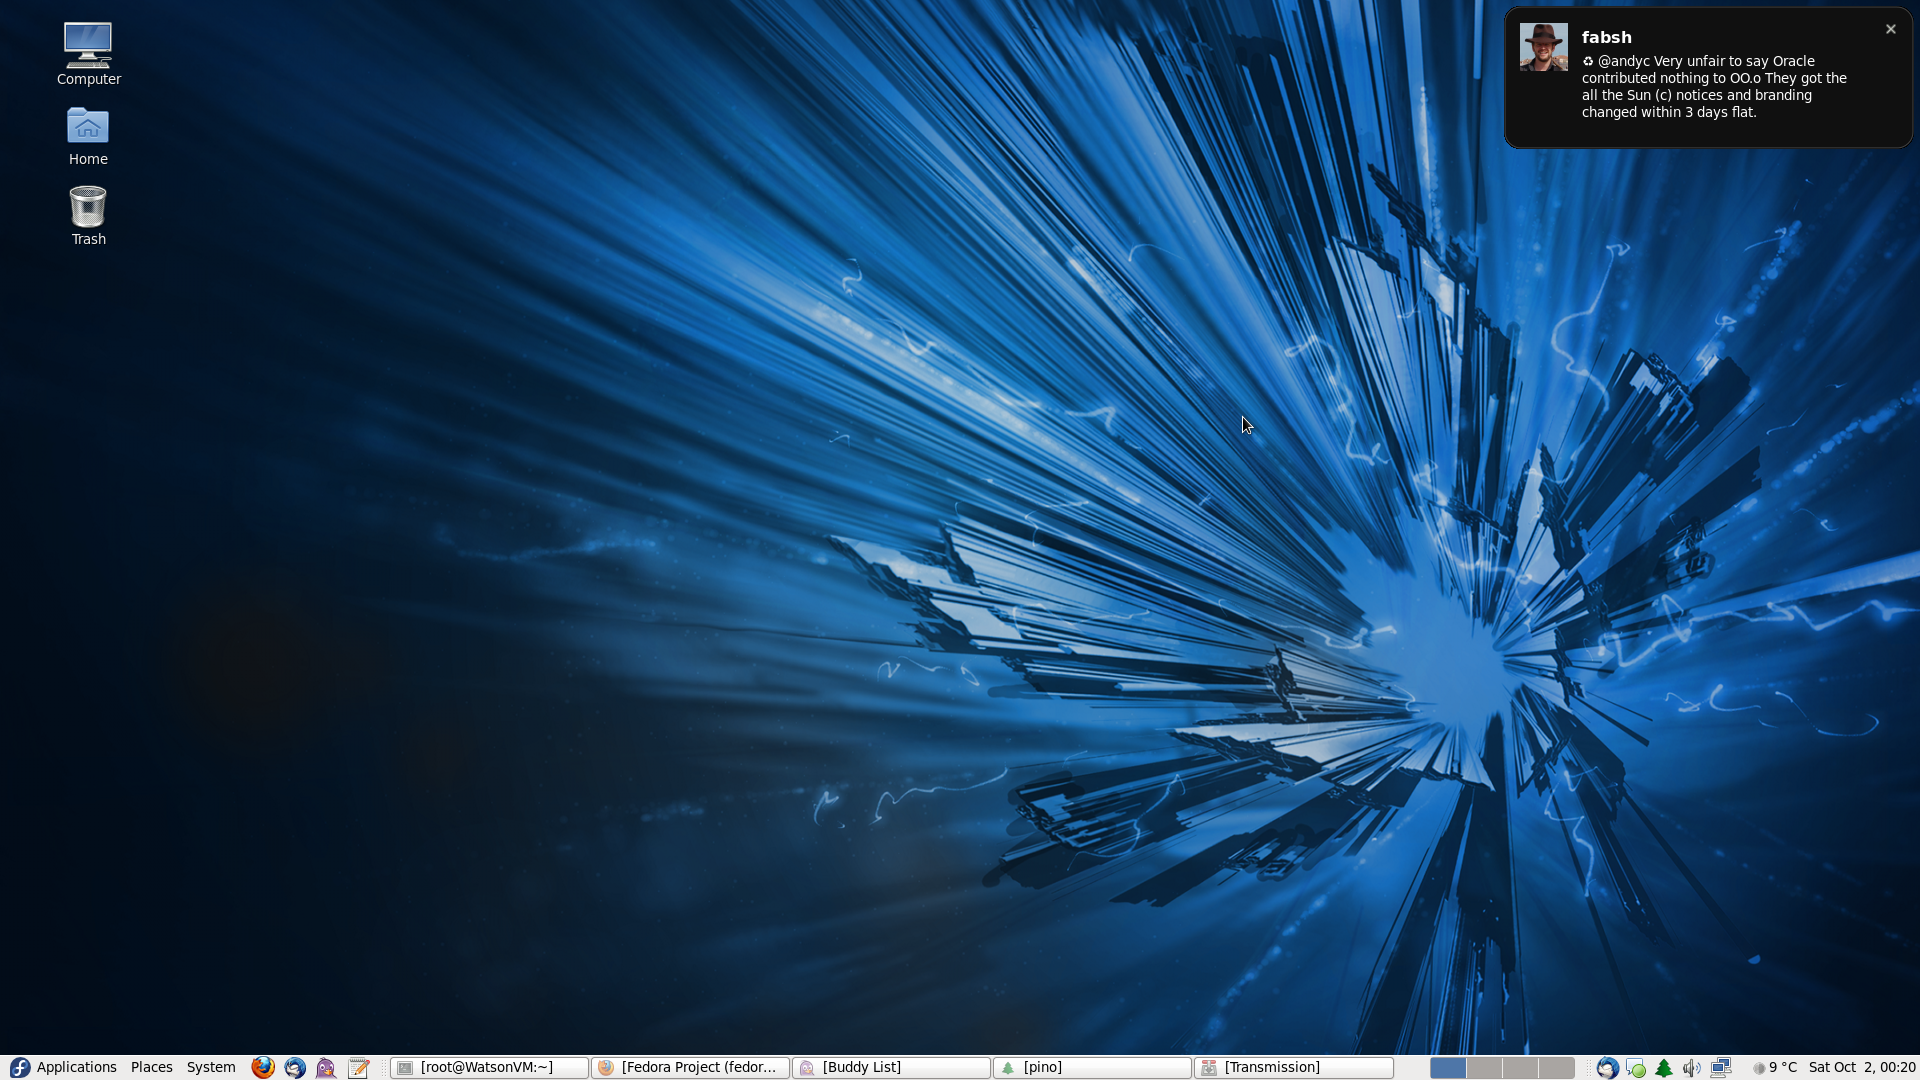 Computer
Home
Trash
fabsh
♻ @andyc Very unfair to say Oracle
contributed nothing to OO.o They got the
all the Sun (c) notices and branding
changed within 3 days flat.
Applications Places System [root@WatsonVM:~] [Fedora Project (fedor... [Buddy List] [pino] [Transmission] 9 °C Sat Oct 2, 00:20